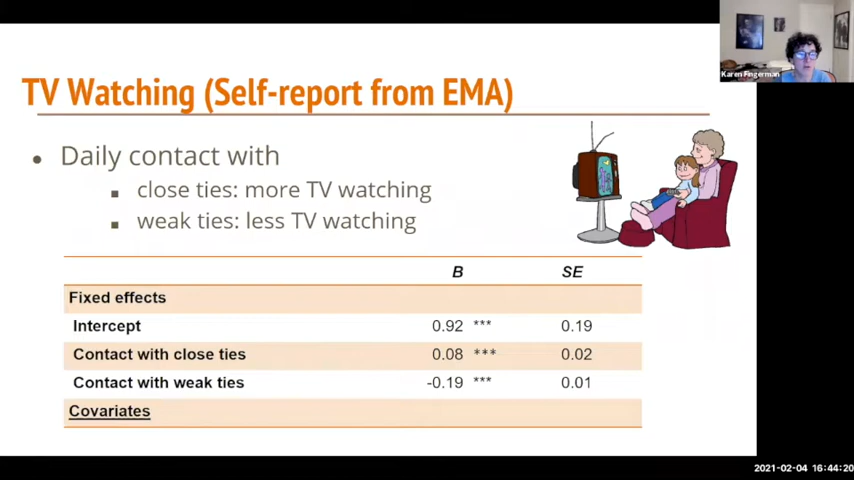 Karen Fingerman
TV Watching (Self-report from EMA)
• Daily contact with
▪ close ties: more TV watching
▪ weak ties: less TV watching
B SE
Fixed effects
Intercept 0.92 *** 0.19
Contact with close ties 0.08 *** 0.02
Contact with weak ties -0.19 *** 0.01
Covariates
2021-02-04 16:44:20